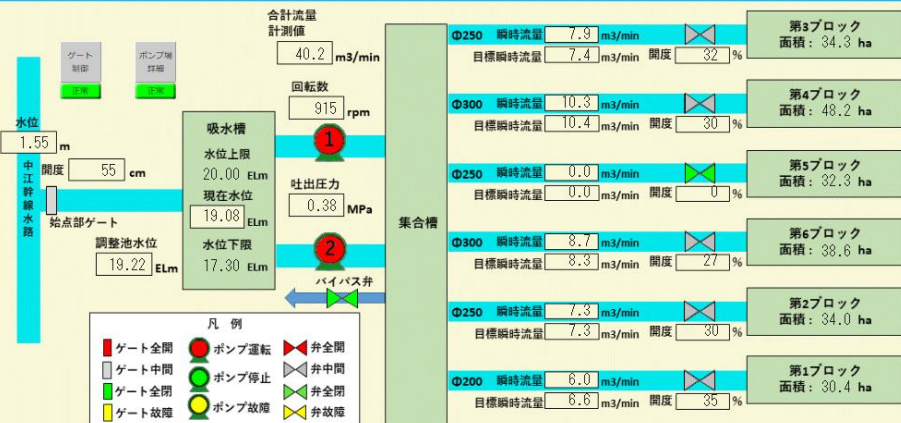 ゲート
制御
正常
ポンプ場
詳細
正常
水位
1.55 m
中江幹線水路
開度 55 cm
始点部ゲート
調整池水位
19.22 ELm
吸水槽
水位上限
20.00 ELm
現在水位
19.08 ELm
水位下限
17.30 ELm
合計流量
計測値
40.2 m3/min
回転数
915 rpm
1
吐出圧力
0.38 MPa
2
バイパス弁
集合槽
Φ250 瞬時流量 7.9 m3/min
目標瞬時流量 7.4 m3/min 開度 32 %
第3ブロック
面積: 34.3 ha
Φ300 瞬時流量 10.3 m3/min
目標瞬時流量 10.4 m3/min 開度 30 %
第4ブロック
面積: 48.2 ha
Φ250 瞬時流量 0.0 m3/min
目標瞬時流量 0.0 m3/min 開度 0 %
第5ブロック
面積: 32.3 ha
Φ300 瞬時流量 8.7 m3/min
目標瞬時流量 8.3 m3/min 開度 27 %
第6ブロック
面積: 38.6 ha
Φ250 瞬時流量 7.3 m3/min
目標瞬時流量 7.3 m3/min 開度 30 %
第2ブロック
面積: 34.0 ha
Φ200 瞬時流量 6.0 m3/min
目標瞬時流量 6.6 m3/min 開度 35 %
第1ブロック
面積: 30.4 ha
凡 例
ゲート全開 ポンプ運転 弁全開
ゲート中間 ポンプ停止 弁中間
ゲート全閉 弁全閉
ゲート故障 ポンプ故障 弁故障